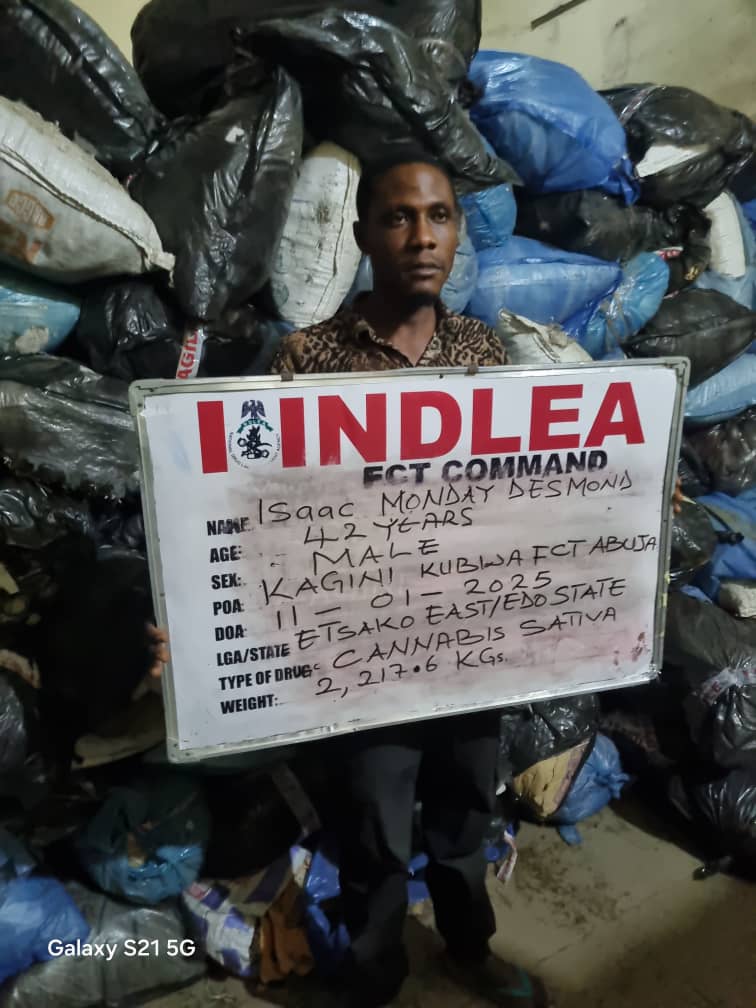 NDLEA
INDLEA
FCT COMMAND
NAME: Isaac MONDAY DESMOND
AGE: 42 YEARS
SEX: MALE
POA: KAGINI KUBWA FCT ABUJA
DOA: 11 - 01 - 2025
LGA/STATE ETSAKO EAST/EDO STATE
TYPE OF DRUG: CANNABIS SATIVA
WEIGHT: 2,217.6 KGs.
Galaxy S21 5G